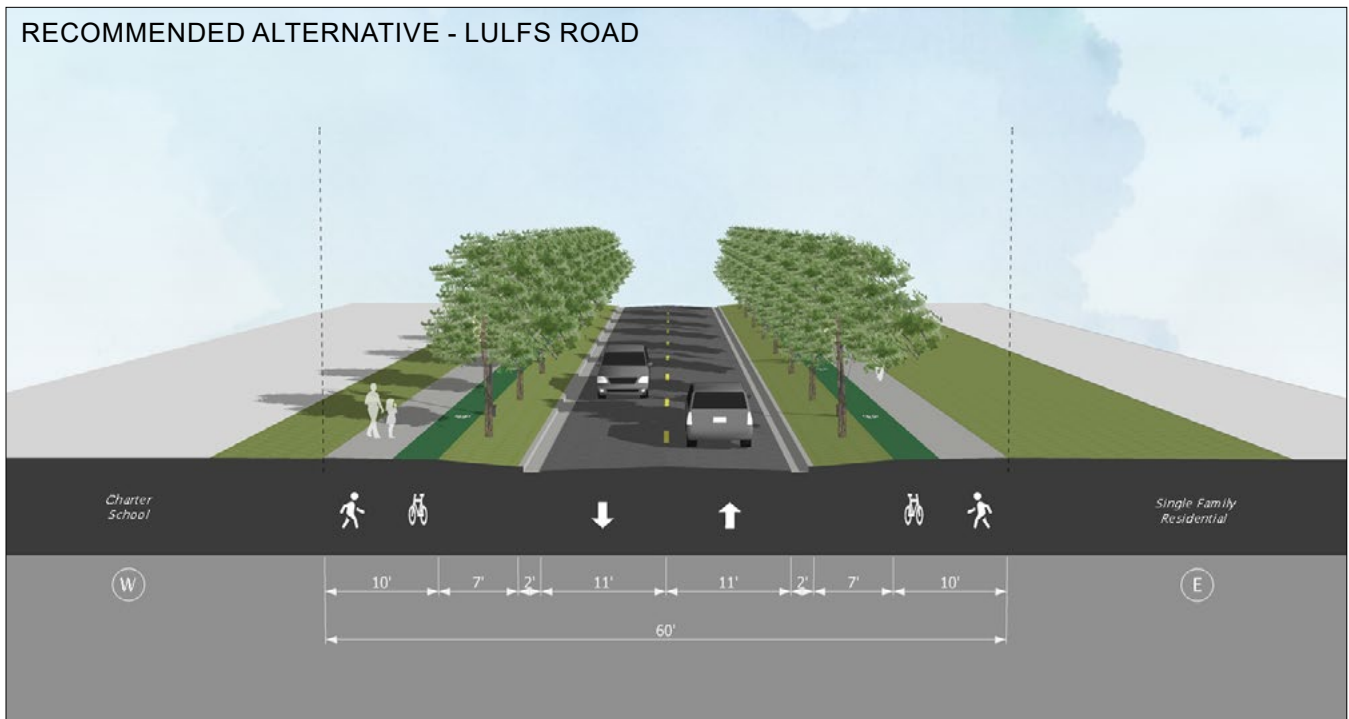 RECOMMENDED ALTERNATIVE - LULFS ROAD
Charter
School
Single Family
Residential
W
E
10' 7' 2' 11' 11' 2' 7' 10'
60'